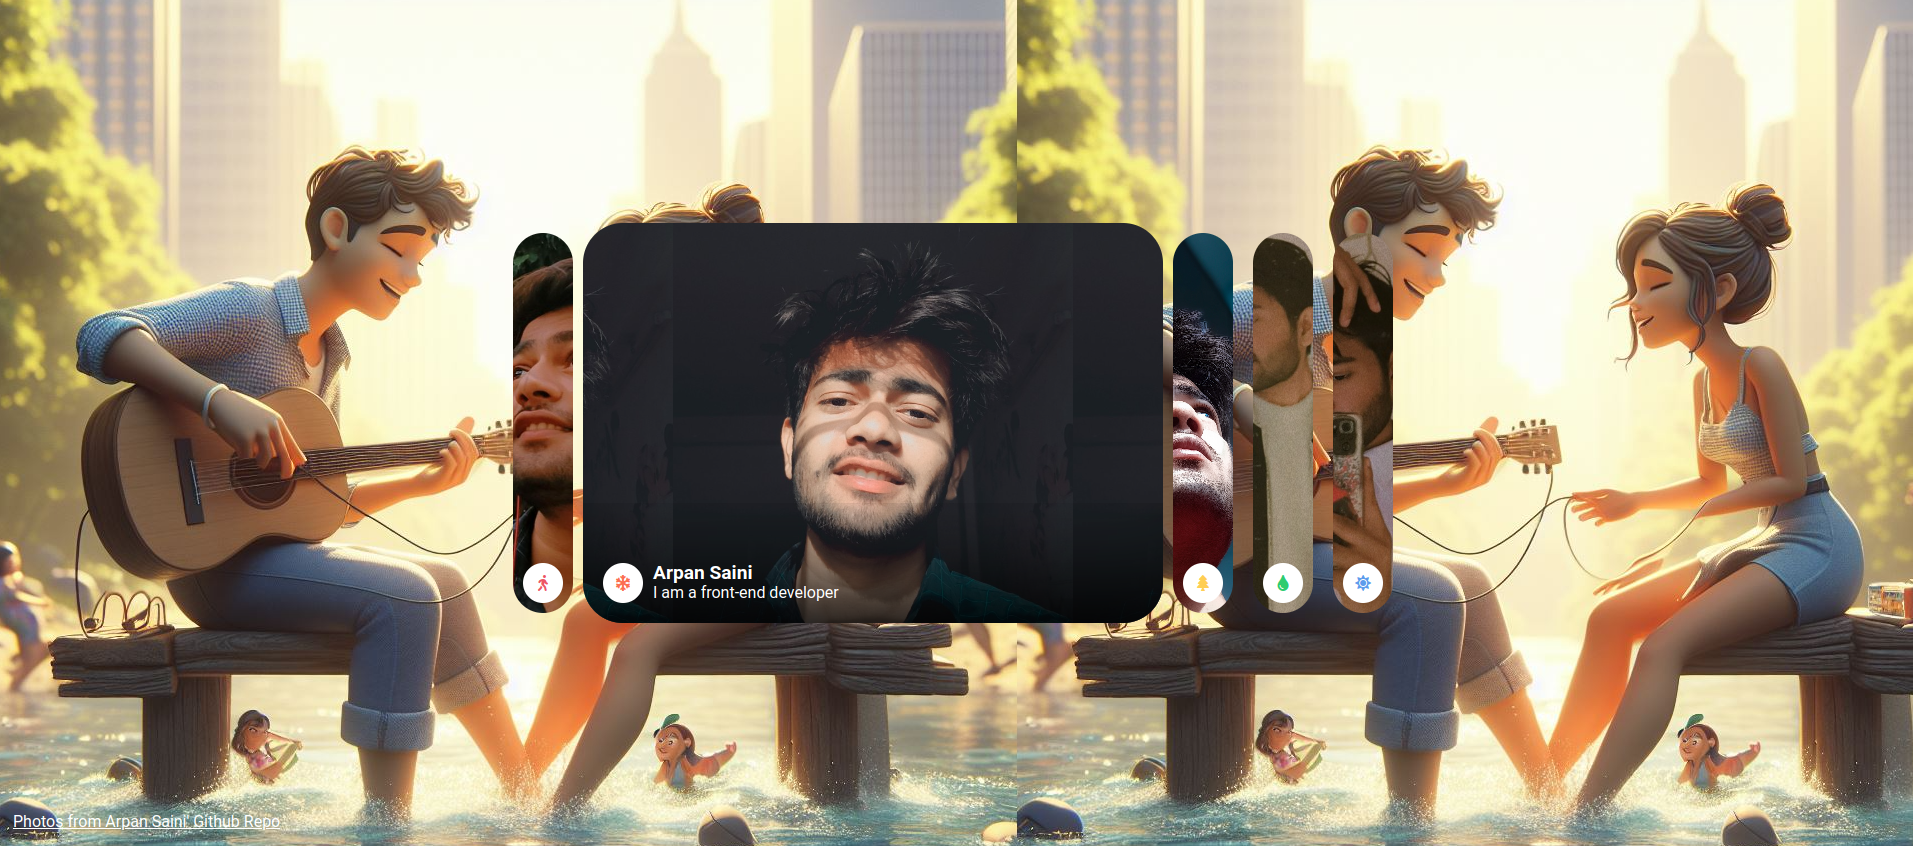 Arpan Saini
I am a front-end developer
Photos from Arpan Saini' Github Repo